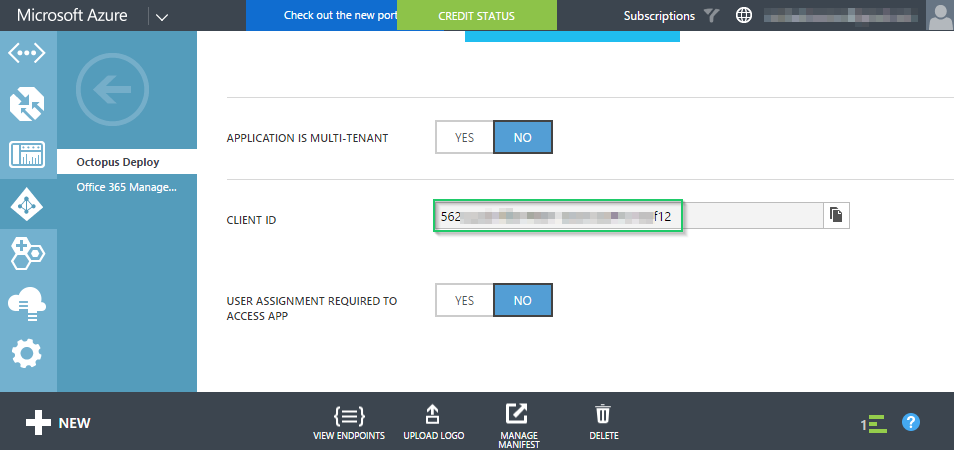 Microsoft Azure
Check out the new port
CREDIT STATUS
Subscriptions
APPLICATION IS MULTI-TENANT
YES
NO
Octopus Deploy
Office 365 Manage...
CLIENT ID
562
f12
USER ASSIGNMENT REQUIRED TO
ACCESS APP
YES
NO
NEW
VIEW ENDPOINTS
UPLOAD LOGO
MANAGE
MANIFEST
DELETE
1
?